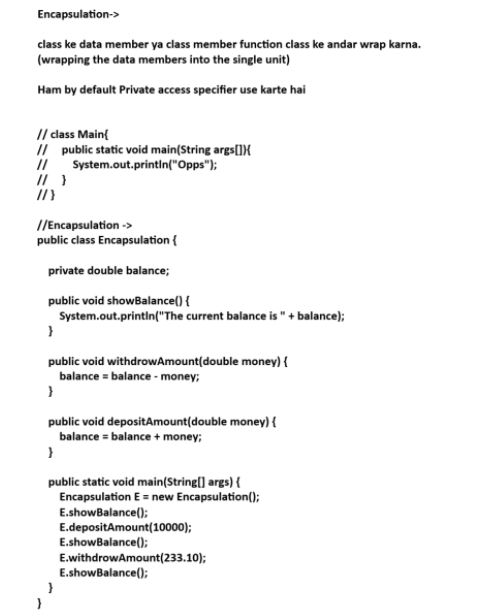 Encapsulation->
class ke data member ya class member function class ke andar wrap karna.
(wrapping the data members into the single unit)
Ham by default Private access specifier use karte hai
// class Main{
//    public static void main(String args[]){
//       System.out.println("Opps");
//    }
// }
//Encapsulation ->
public class Encapsulation {
   private double balance;
   public void showBalance() {
      System.out.println("The current balance is " + balance);
   }
   public void withdrowAmount(double money) {
      balance = balance - money;
   }
   public void depositAmount(double money) {
      balance = balance + money;
   }
   public static void main(String[] args) {
      Encapsulation E = new Encapsulation();
      E.showBalance();
      E.depositAmount(10000);
      E.showBalance();
      E.withdrowAmount(233.10);
      E.showBalance();
   }
}